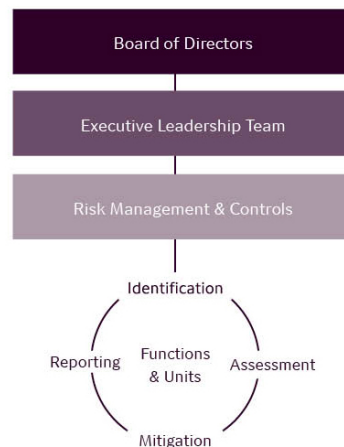 Board of Directors
Executive Leadership Team
Risk Management & Controls
Identification
Reporting
Functions
& Units
Assessment
Mitigation